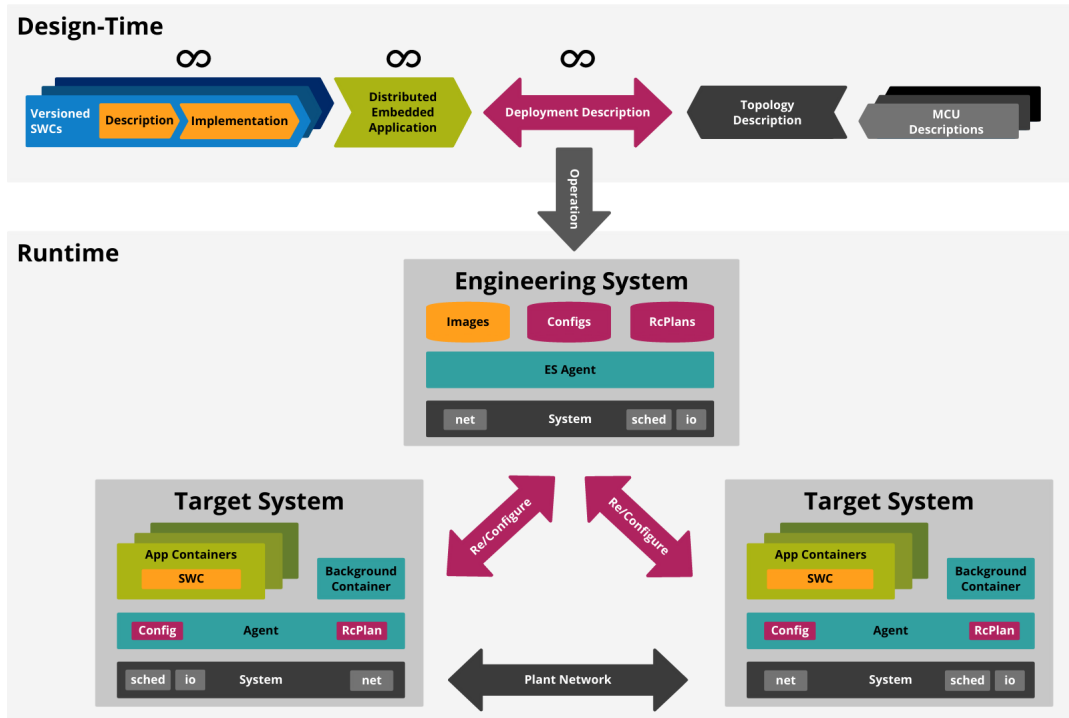 Design-Time
∞
∞
∞
Versioned
SWCs
Description
Implementation
Distributed
Embedded
Application
Deployment Description
Topology
Description
MCU
Descriptions
Operation
Runtime
Engineering System
Images
Configs
RcPlans
ES Agent
net
System
sched
io
Re/Configure
Re/Configure
Target System
App Containers
SWC
Background
Container
Config
Agent
RcPlan
sched
io
System
net
Plant Network
Target System
App Containers
SWC
Background
Container
Config
Agent
RcPlan
net
System
sched
io